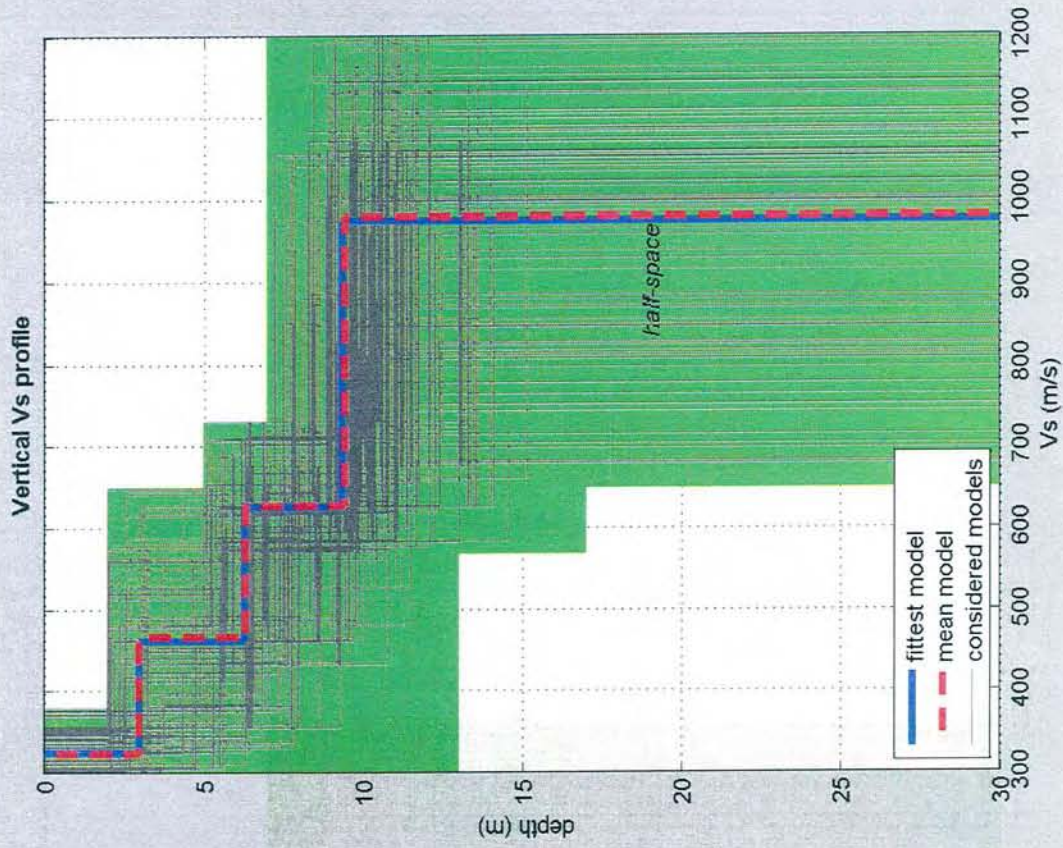 Vertical Vs profile
0
5
10
15
20
25
30
depth (m)
half-space
fittest model
mean model
considered models
300
400
500
600
700
800
900
1000
1100
1200
Vs (m/s)